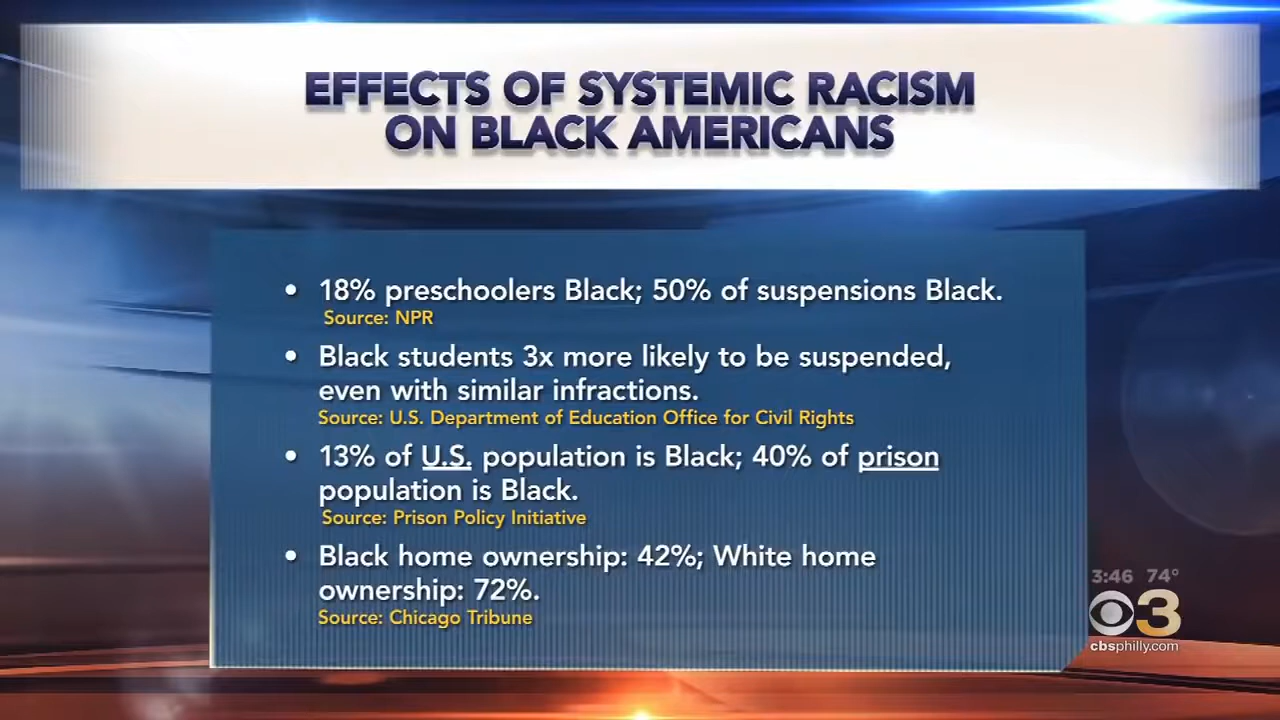 EFFECTS OF SYSTEMIC RACISM
ON BLACK AMERICANS
• 18% preschoolers Black; 50% of suspensions Black.
Source: NPR
• Black students 3x more likely to be suspended,
even with similar infractions.
Source: U.S. Department of Education Office for Civil Rights
• 13% of U.S. population is Black; 40% of prison
population is Black.
Source: Prison Policy Initiative
• Black home ownership: 42%; White home
ownership: 72%.
Source: Chicago Tribune
3:46 74°
3
cbsphilly.com